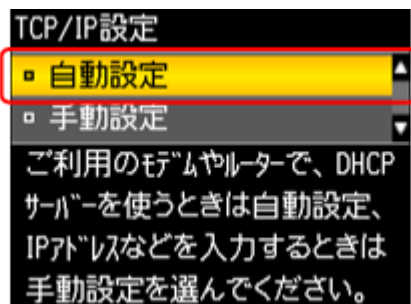 TCP/IP設定
▫ 自動設定
▫ 手動設定
ご利用のﾓﾃﾞﾑやﾙｰﾀｰで、DHCP
ｻｰﾊﾞｰを使うときは自動設定、
IPｱﾄﾞﾚｽなどを入力するときは
手動設定を選んでください。